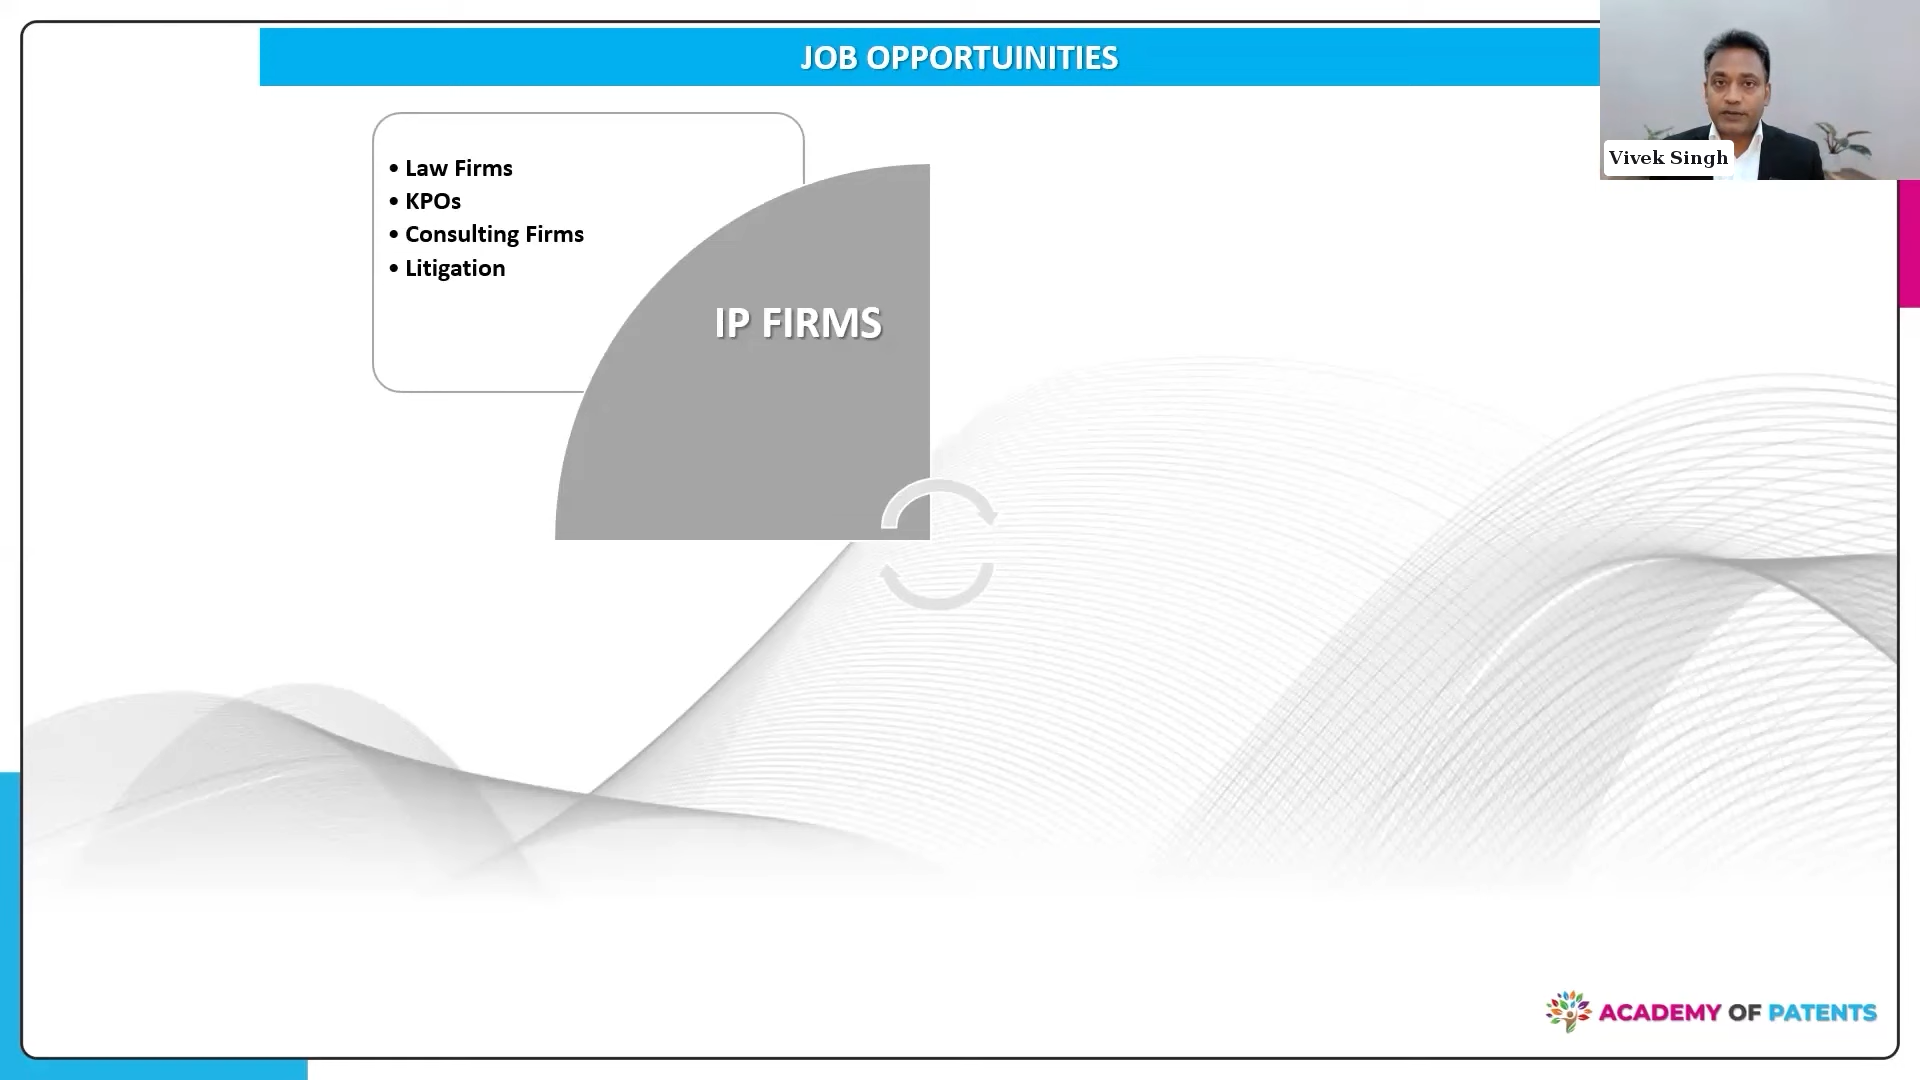 JOB OPPORTUINITIES
Vivek Singh
• Law Firms
• KPOs
• Consulting Firms
• Litigation
IP FIRMS
ACADEMY OF PATENTS